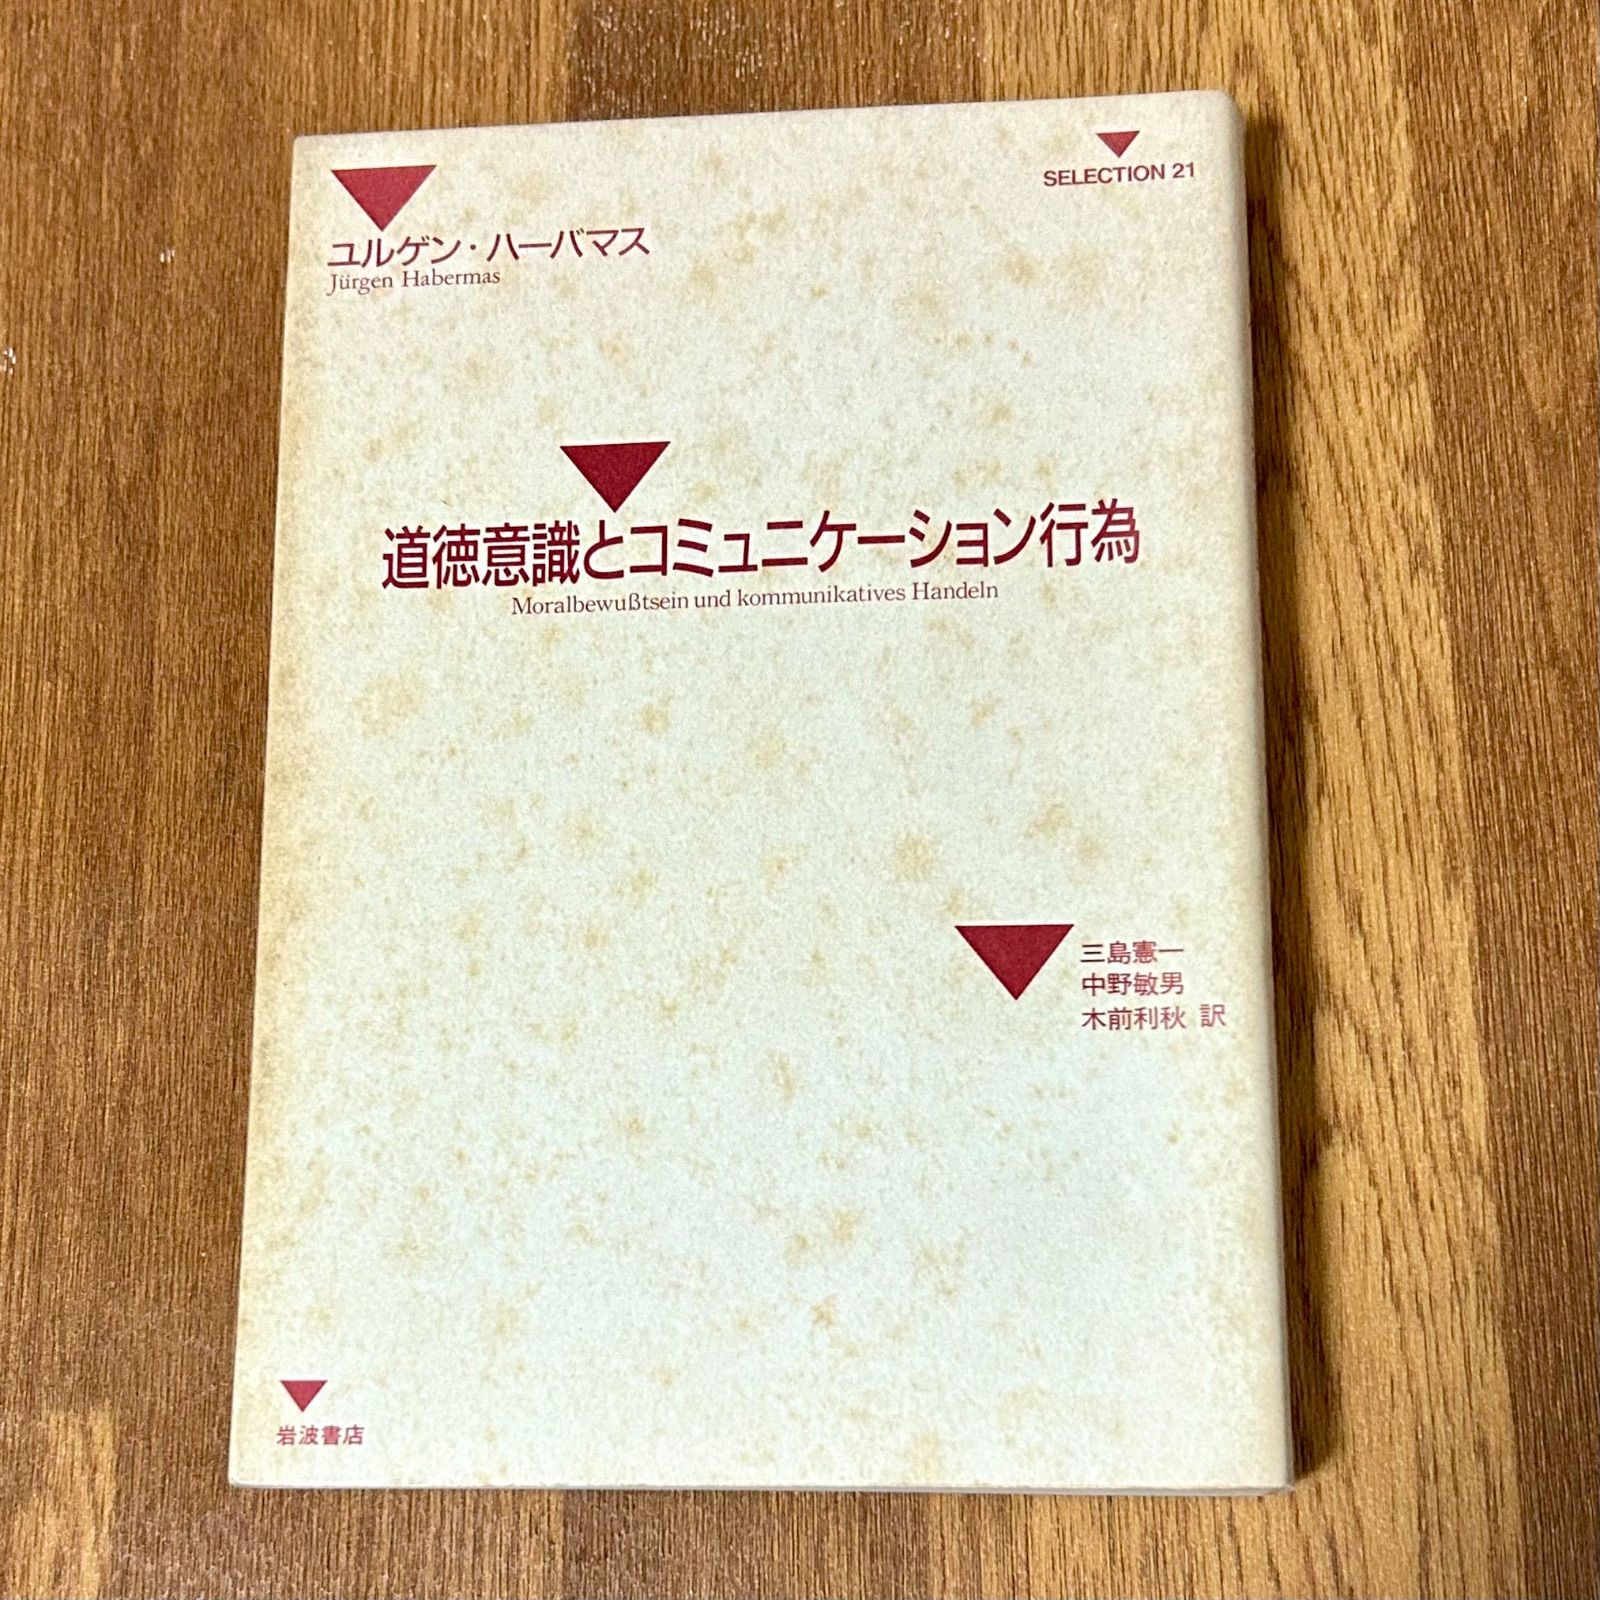 SELECTION 21
ユルゲン・ハーバマス
Jürgen Habermas
道徳意識とコミュニケーション行為
Moralbewußtsein und kommunikatives Handeln
三島憲一
中野敏男
木前利秋 訳
岩波書店